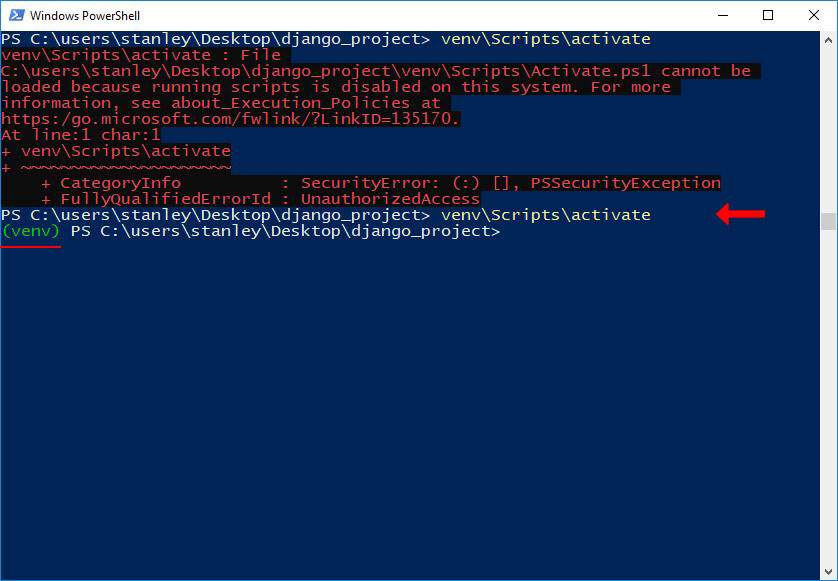 Windows PowerShell
PS C:\users\stanley\Desktop\django_project> venv\Scripts\activate
venv\Scripts\activate : File
C:\users\stanley\Desktop\django_project\venv\Scripts\Activate.ps1 cannot be
loaded because running scripts is disabled on this system. For more
information, see about_Execution_Policies at
https:/go.microsoft.com/fwlink/?LinkID=135170.
At line:1 char:1
+ venv\Scripts\activate
+ ~~~~~~~~~~~~~~~~~~~~~
    + CategoryInfo          : SecurityError: (:) [], PSSecurityException
    + FullyQualifiedErrorId : UnauthorizedAccess
PS C:\users\stanley\Desktop\django_project> venv\Scripts\activate
(venv) PS C:\users\stanley\Desktop\django_project>